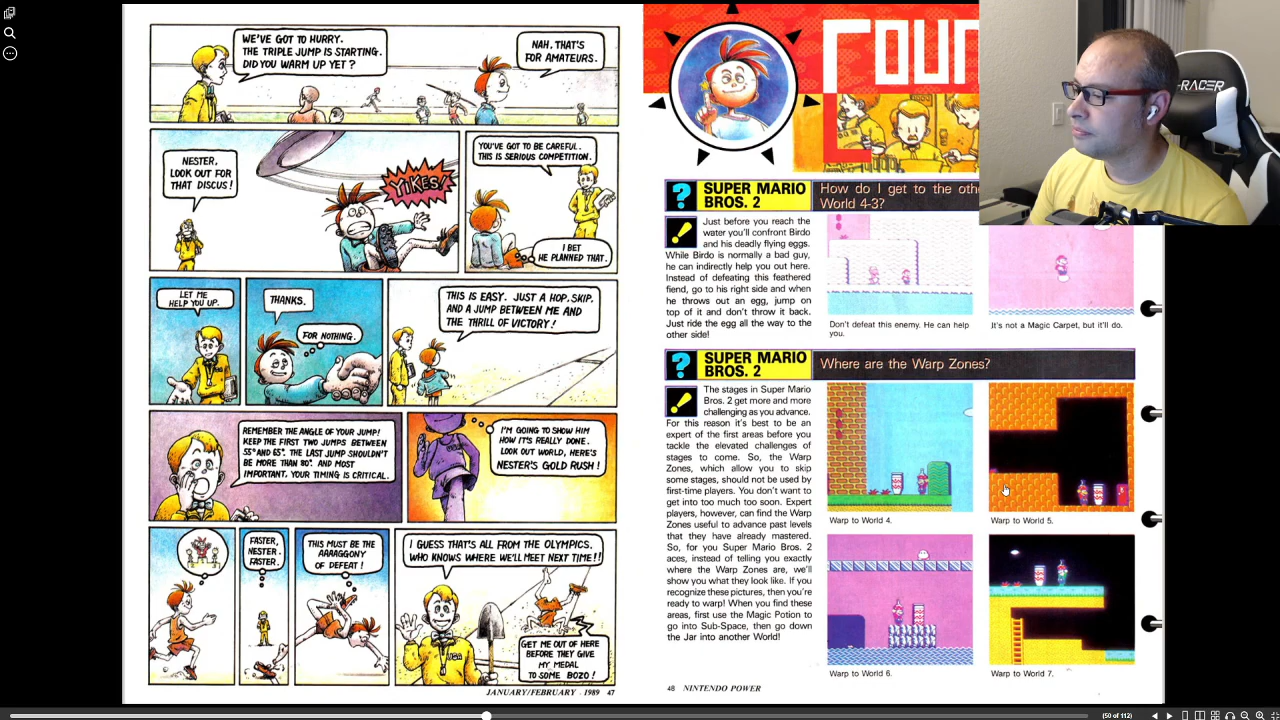 WE'VE GOT TO HURRY.
THE TRIPLE JUMP IS STARTING.
DID YOU WARM UP YET?
NAH, THAT'S
FOR AMATEURS.
NESTER,
LOOK OUT FOR
THAT DISCUS!
YIKES!
YOU'VE GOT TO BE CAREFUL.
THIS IS SERIOUS COMPETITION.
I BET
HE PLANNED THAT.
LET ME
HELP YOU UP.
THANKS.
FOR NOTHING.
THIS IS EASY. JUST A HOP, SKIP,
AND A JUMP BETWEEN ME AND
THE THRILL OF VICTORY!
REMEMBER THE ANGLE OF YOUR JUMP!
KEEP THE FIRST TWO JUMPS BETWEEN
55° AND 65°. THE LAST JUMP SHOULDN'T
BE MORE THAN 80°. AND MOST
IMPORTANT, YOUR TIMING IS CRITICAL.
I'M GOING TO SHOW HIM
HOW IT'S REALLY DONE.
LOOK OUT WORLD, HERE'S
NESTER'S GOLD RUSH!
FASTER,
NESTER.
FASTER.
THIS MUST BE THE
AAAAGGONY
OF DEFEAT!
I GUESS THAT'S ALL FROM THE OLYMPICS.
WHO KNOWS WHERE WE'LL MEET NEXT TIME!!
GET ME OUT OF HERE
BEFORE THEY GIVE
MY MEDAL
TO SOME BOZO!
JANUARY/FEBRUARY - 1989 47
COUN
? SUPER MARIO
BROS. 2
How do I get to the oth
World 4-3?
! Just before you reach the
water you'll confront Birdo
and his deadly flying eggs.
While Birdo is normally a bad guy,
he can indirectly help you out here.
Instead of defeating this feathered
fiend, go to his right side and when
he throws out an egg, jump on
top of it and don't throw it back.
Just ride the egg all the way to the
other side!
Don't defeat this enemy. He can help
you.
It's not a Magic Carpet, but it'll do.
? SUPER MARIO
BROS. 2
Where are the Warp Zones?
! The stages in Super Mario
Bros. 2 get more and more
challenging as you advance.
For this reason it's best to be an
expert of the first areas before you
tackle the elevated challenges of
stages to come. So, the Warp
Zones, which allow you to skip
some stages, should not be used by
first-time players. You don't want to
get into too much too soon. Expert
players, however, can find the Warp
Zones useful to advance past levels
that they have already mastered.
So, for you Super Mario Bros. 2
aces, instead of telling you exactly
where the Warp Zones are, we'll
show you what they look like. If you
recognize these pictures, then you're
ready to warp! When you find these
areas, first use the Magic Potion to
go into Sub-Space, then go down
the Jar into another World!
Warp to World 4.
Warp to World 5.
Warp to World 6.
Warp to World 7.
48 NINTENDO POWER
-RACER
(50 of 112)